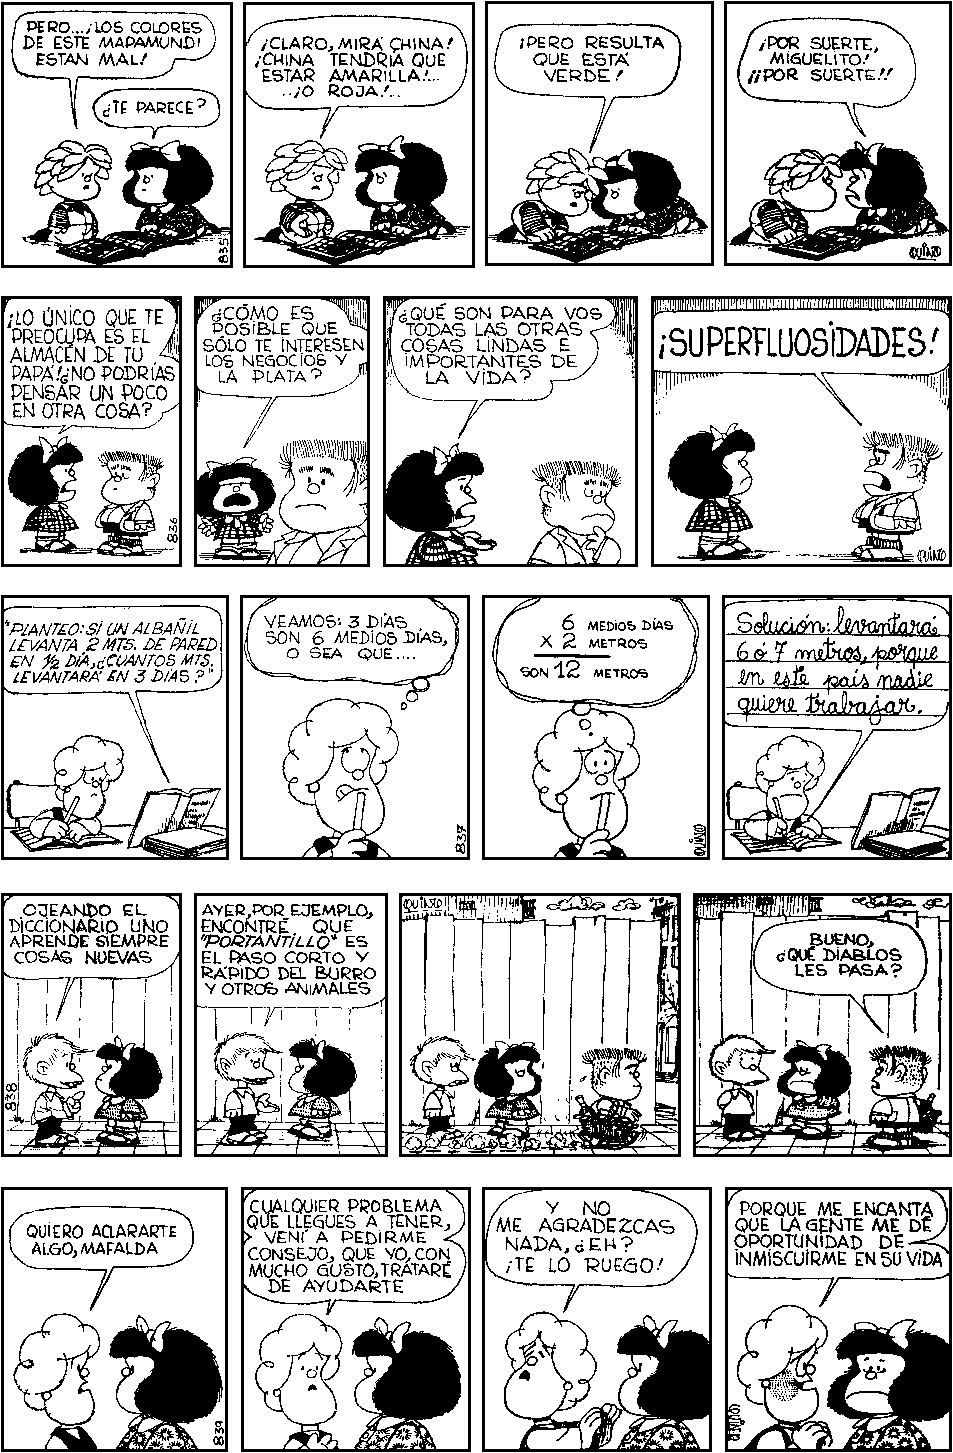 PERO...¡LOS COLORES
DE ESTE MAPAMUNDI
ESTAN MAL!
¿TE PARECE?
835
¡CLARO, MIRÁ CHINA!
¡CHINA TENDRÍA QUE
ESTAR AMARILLA!...
...¡O ROJA!...
¡PERO RESULTA
QUE ESTÁ
VERDE!
¡POR SUERTE,
MIGUELITO!
¡¡POR SUERTE!!
QUINO
¡LO ÚNICO QUE TE
PREOCUPA ES EL
ALMACÉN DE TU
PAPÁ! ¿NO PODRÍAS
PENSAR UN POCO
EN OTRA COSA?
836
¿CÓMO ES
POSIBLE QUE
SÓLO TE INTERESEN
LOS NEGOCIOS Y
LA PLATA?
¿QUÉ SON PARA VOS
TODAS LAS OTRAS
COSAS LINDAS E
IMPORTANTES DE
LA VIDA?
¡SUPERFLUOSIDADES!
QUINO
"PLANTEO: SI UN ALBAÑIL
LEVANTA 2 MTS. DE PARED
EN ½ DÍA, ¿CUANTOS MTS.
LEVANTARÁ EN 3 DÍAS?"
VEAMOS: 3 DÍAS
SON 6 MEDIOS DÍAS,
O SEA QUE....
837
6 MEDIOS DÍAS
X 2 METROS
SON 12 METROS
QUINO
Solución: levantará
6 ó 7 metros, porque
en este país nadie
quiere trabajar.
OJEANDO EL
DICCIONARIO UNO
APRENDE SIEMPRE
COSAS NUEVAS
838
AYER, POR EJEMPLO,
ENCONTRÉ QUE
"PORTANTILLO" ES
EL PASO CORTO Y
RÁPIDO DEL BURRO
Y OTROS ANIMALES
QUINO
BUENO,
¿QUÉ DIABLOS
LES PASA?
QUIERO ACLARARTE
ALGO, MAFALDA
839
CUALQUIER PROBLEMA
QUE LLEGUES A TENER,
VENÍ A PEDIRME
CONSEJO, QUE YO, CON
MUCHO GUSTO, TRATARÉ
DE AYUDARTE
Y NO
ME AGRADEZCAS
NADA, ¿EH?
¡TE LO RUEGO!
PORQUE ME ENCANTA
QUE LA GENTE ME DÉ
OPORTUNIDAD DE
INMISCUIRME EN SU VIDA
QUINO